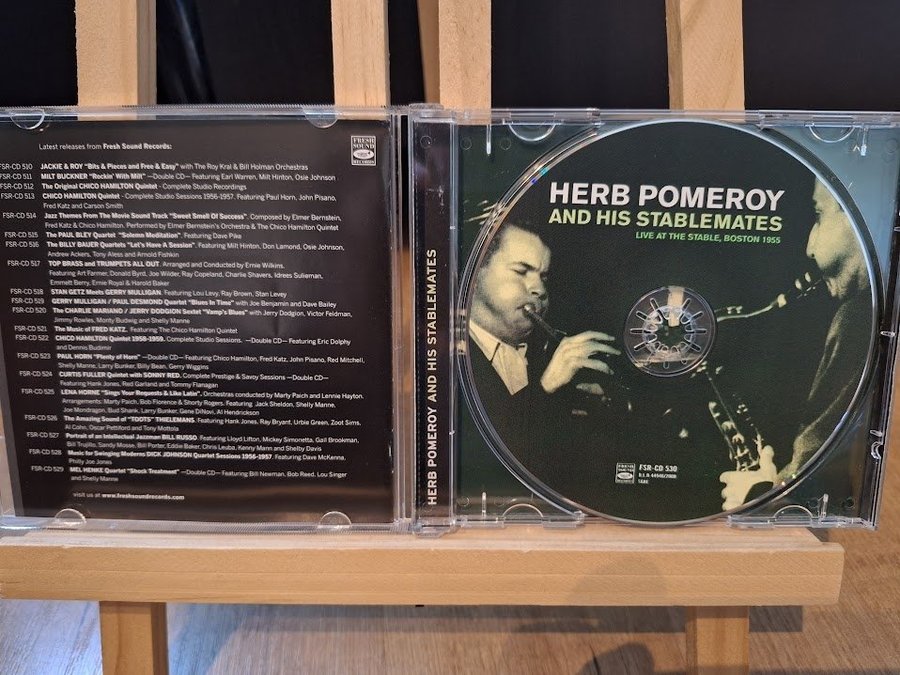 Latest releases from Fresh Sound Records:
FRESH SOUND RECORDS
FSR-CD 510 JACKIE & ROY "Bits & Pieces and Free & Easy" with The Roy Kral & Bill Holman Orchestras
FSR-CD 511 MILT BUCKNER "Rockin' With Milt" —Double CD— Featuring Earl Warren, Milt Hinton, Osie Johnson
FSR-CD 512 The Original CHICO HAMILTON Quintet - Complete Studio Recordings
FSR-CD 513 CHICO HAMILTON Quintet - Complete Studio Sessions 1956-1957. Featuring Paul Horn, John Pisano,
Fred Katz and Carson Smith
FSR-CD 514 Jazz Themes From The Movie Sound Track "Sweet Smell Of Success". Composed by Elmer Bernstein,
Fred Katz & Chico Hamilton. Performed by Elmer Bernstein's Orchestra & The Chico Hamilton Quintet
FSR-CD 515 The PAUL BLEY Quartet "Solemn Meditation". Featuring Dave Pike
FSR-CD 516 The BILLY BAUER Quartets "Let's Have A Session". Featuring Milt Hinton, Don Lamond, Osie Johnson,
Andrew Ackers, Tony Aless and Arnold Fishkin
FSR-CD 517 TOP BRASS and TRUMPETS ALL OUT. Arranged and Conducted by Ernie Wilkins.
Featuring Art Farmer, Donald Byrd, Joe Wilder, Ray Copeland, Charlie Shavers, Idrees Sulieman,
Emmett Berry, Ernie Royal & Harold Baker
FSR-CD 518 STAN GETZ Meets GERRY MULLIGAN. Featuring Lou Levy, Ray Brown, Stan Levey
FSR-CD 519 GERRY MULLIGAN / PAUL DESMOND Quartet "Blues In Time" with Joe Benjamin and Dave Bailey
FSR-CD 520 The CHARLIE MARIANO / JERRY DODGION Sextet "Vamp's Blues" with Jerry Dodgion, Victor Feldman,
Jimmy Rowles, Monty Budwig and Shelly Manne
FSR-CD 521 The Music of FRED KATZ. Featuring The Chico Hamilton Quintet
FSR-CD 522 CHICO HAMILTON Quintet 1958-1959. Complete Studio Sessions. —Double CD— Featuring Eric Dolphy
and Dennis Budimir
FSR-CD 523 PAUL HORN "Plenty of Horn" —Double CD— Featuring Chico Hamilton, Fred Katz, John Pisano, Red Mitchell,
Shelly Manne, Larry Bunker, Billy Bean, Gerry Wiggins
FSR-CD 524 CURTIS FULLER Quintet with SONNY RED. Complete Prestige & Savoy Sessions —Double CD—
Featuring Hank Jones, Red Garland and Tommy Flanagan
FSR-CD 525 LENA HORNE "Sings Your Requests & Like Latin". Orchestras conducted by Marty Paich and Lennie Hayton.
Arrangements: Marty Paich, Bob Florence & Shorty Rogers. Featuring Jack Sheldon, Shelly Manne,
Joe Mondragon, Bud Shank, Larry Bunker, Gene DiNovi, Al Hendrickson
FSR-CD 526 The Amazing Sound of "TOOTS" THIELEMANS. Featuring Hank Jones, Ray Bryant, Urbie Green, Zoot Sims,
Al Cohn, Oscar Pettiford and Tony Mottola
FSR-CD 527 Portrait of an Intellectual Jazzman BILL RUSSO. Featuring Lloyd Lifton, Mickey Simonetta, Gail Brookman,
Bill Trujillo, Sandy Mosse, Bill Porter, Eddie Baker, Chris Leuba, Kenny Mann and Shelby Davis
FSR-CD 528 Music for Swinging Moderns DICK JOHNSON Quartet Sessions 1956-1957. Featuring Dave McKenna,
Philly Joe Jones
FSR-CD 529 MEL HENKE Quartet "Shock Treatment" —Double CD— Featuring Bill Newman, Bob Reed, Lou Singer
and Shelly Manne
visit us at www.freshsoundrecords.com
HERB POMEROY AND HIS STABLEMATES
HERB POMEROY
AND HIS STABLEMATES
LIVE AT THE STABLE, BOSTON 1955
FRESH SOUND RECORDS
FSR-CD 530